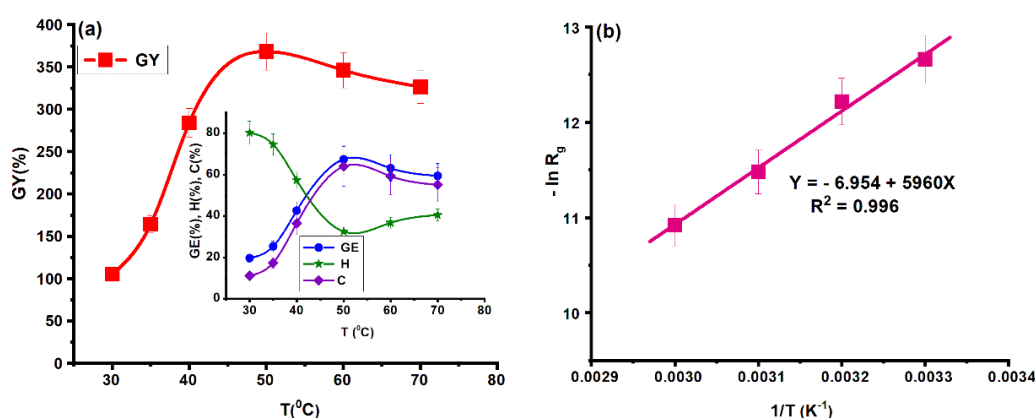 (a)
GY
400
350
300
250
200
150
100
50
0
GY(%)
30 40 50 60 70 80
T(⁰C)
80
60
40
20
0
GE(%), H(%), C(%)
GE
H
C
30 40 50 60 70 80
T (⁰C)
(b)
13
12
11
10
- ln R_g
Y = - 6.954 + 5960X
R² = 0.996
0.0029 0.0030 0.0031 0.0032 0.0033 0.0034
1/T (K⁻¹)